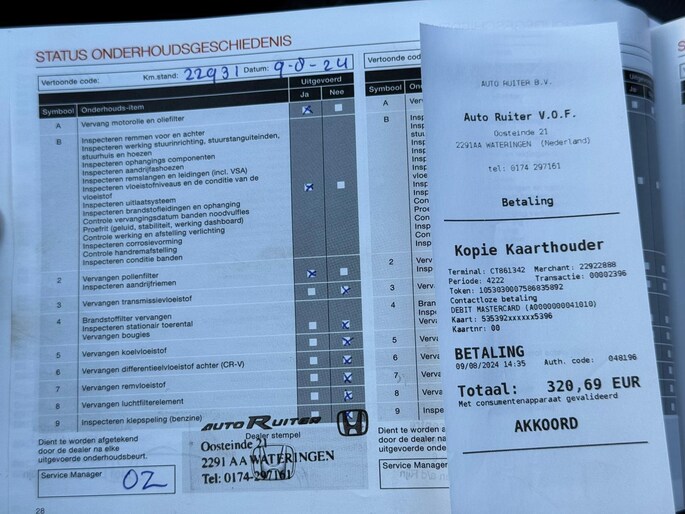 STATUS ONDERHOUDSGESCHIEDENIS
Vertoonde code: Km.stand: 22931 Datum: 9-8-24
Uitgevoerd
Symbool Onderhouds-item Ja Nee
A Vervang motorolie en oliefilter
B Inspecteren remmen voor en achter
Inspecteren werking stuurinrichting, stuurstanguiteinden,
stuurhuis en hoezen
Inspecteren ophangings componenten
Inspecteren aandrijfashoezen
Inspecteren remslangen en leidingen (incl. VSA)
Inspecteren vloeistofniveaus en de conditie van de
vloeistof
Inspecteren uitlaatsysteem
Inspecteren brandstofleidingen en ophanging
Controle vervangingsdatum banden noodvulfles
Proefrit (geluid, stabiliteit, werking dashboard)
Controle werking en afstelling verlichting
Inspecteren corrosievorming
Controle handremafstelling
Inspecteren conditie banden
2 Vervangen pollenfilter
Inspecteren aandrijfriemen
3 Vervangen transmissievloeistof
4 Brandstoffilter vervangen
Inspecteren stationair toerental
Vervangen bougies
5 Vervangen koelvloeistof
6 Vervangen differentieelvloeistof achter (CR-V)
7 Vervangen remvloeistof
8 Vervangen luchtfilterelement
9 Inspecteren klepspeling (benzine)
Dient te worden afgetekend
door de dealer na elke
uitgevoerde onderhoudsbeurt.
Service Manager
02
AUTO RUITER
Dealer stempel
Oosteinde 21
2291 AA WATERINGEN
Tel: 0174-297161
28
Vertoonde code:
Symbool
A
B
2
3
4
5
6
7
8
9 Inspe
Dient te worden
door de dealer
uitgevoerde
Service Manag
AUTO RUITER B.V.
Auto Ruiter V.O.F.
Oosteinde 21
2291AA WATERINGEN (Nederland)
tel: 0174 297161
Betaling
Kopie Kaarthouder
Terminal: CT861342 Merchant: 22922888
Periode: 4222 Transactie: 00002396
Token: 1053030007586835892
Contactloze betaling
DEBIT MASTERCARD (A0000000041010)
Kaart: 535392xxxxxx5396
Kaartnr: 00
BETALING
09/08/2024 14:35 Auth. code: 048196
Totaal: 320,69 EUR
Met consumentenapparaat gevalideerd
AKKOORD